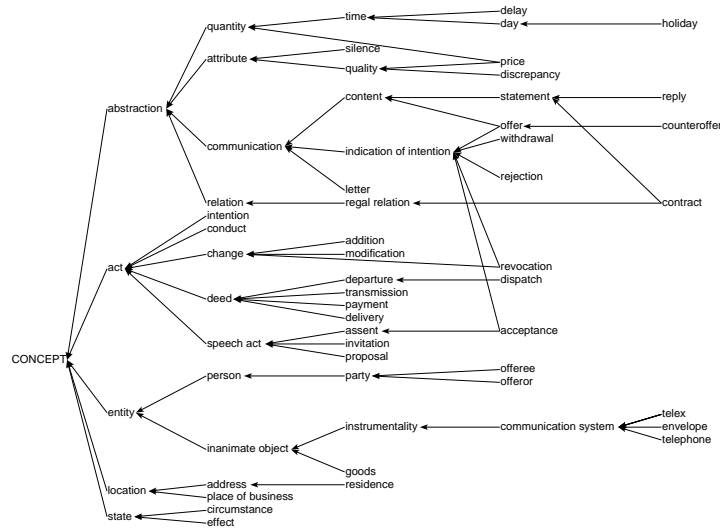 delay
time
day
holiday
quantity
silence
attribute
price
quality
discrepancy
content
statement
reply
abstraction
offer
counteroffer
withdrawal
communication
indication of intention
rejection
letter
relation
regal relation
contract
intention
conduct
addition
change
modification
act
revocation
departure
dispatch
transmission
deed
payment
delivery
assent
acceptance
speech act
invitation
proposal
CONCEPT
offeree
person
party
offeror
entity
telex
instrumentality
communication system
envelope
telephone
inanimate object
goods
address
residence
location
place of business
circumstance
state
effect